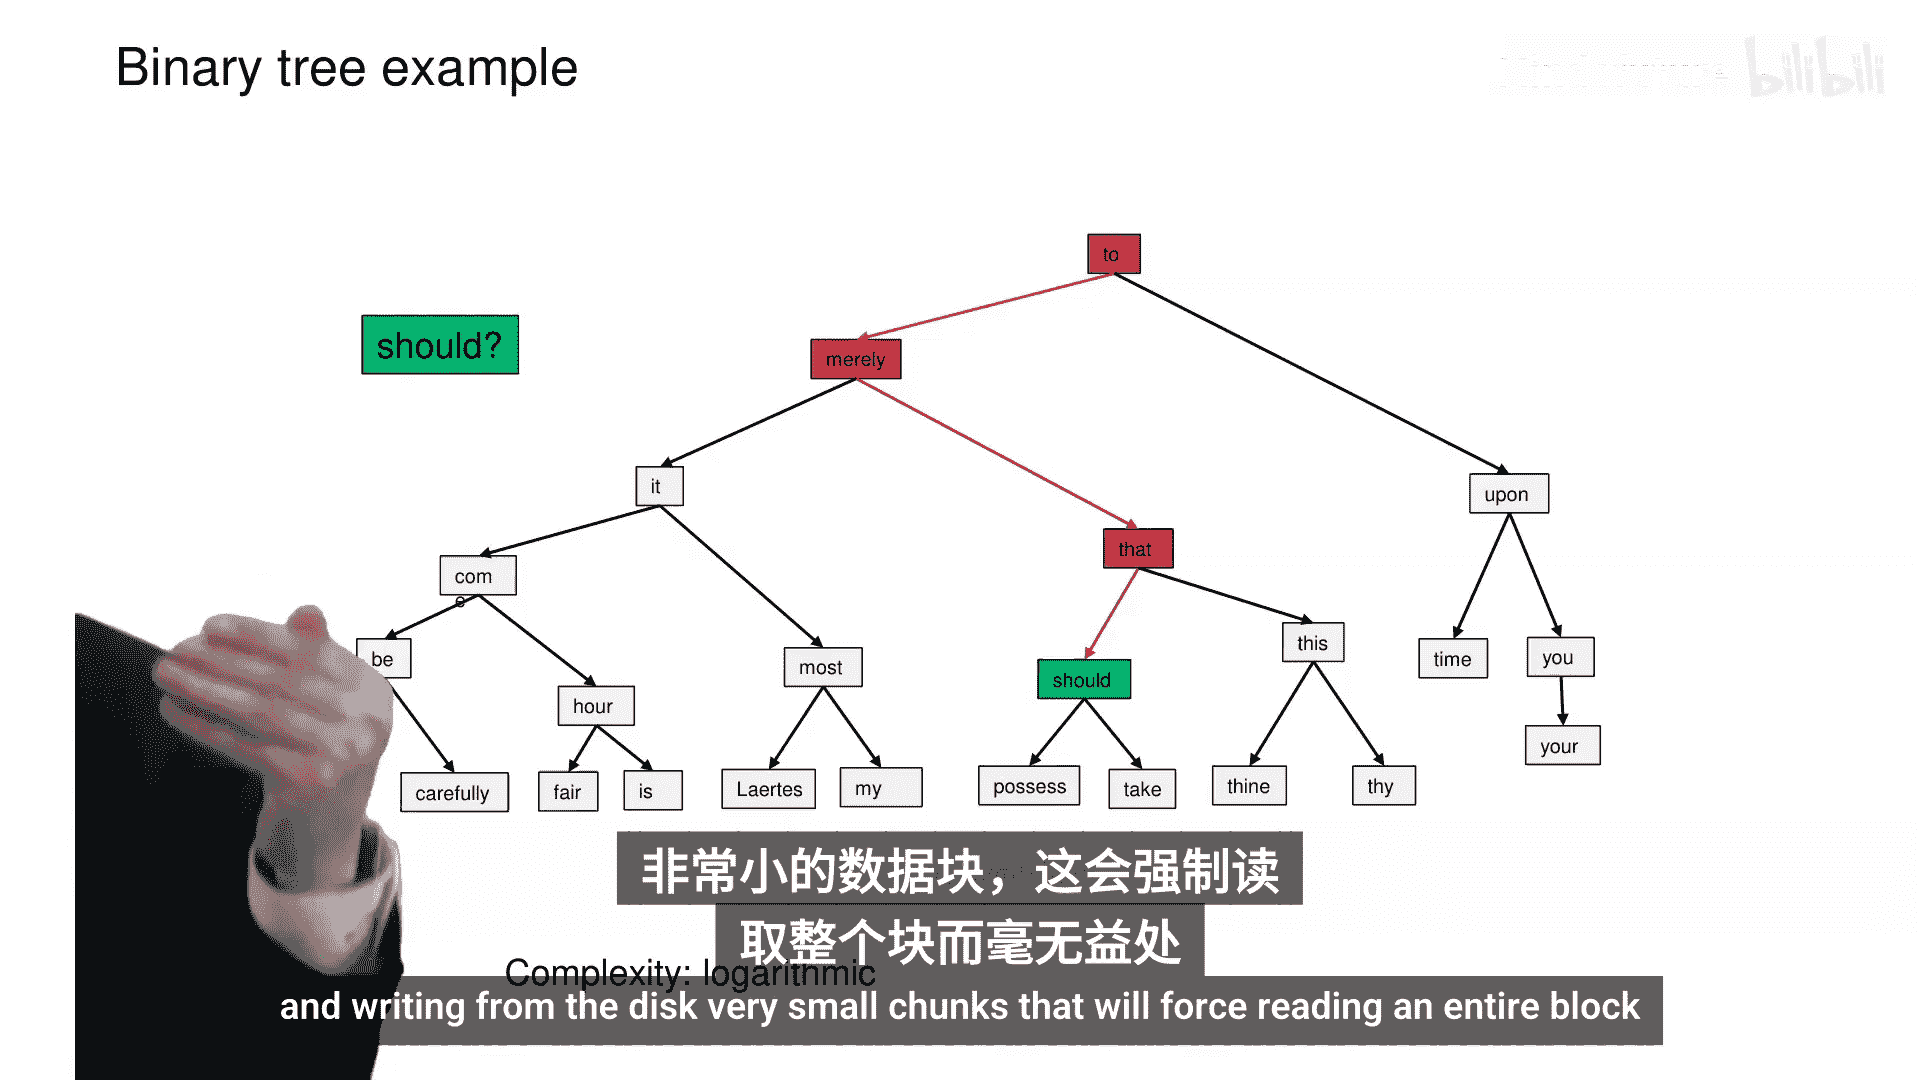 Binary tree example
bilibili
to
should?
merely
it
upon
that
com
e
be
this
time
you
most
should
hour
your
carefully
fair
is
Laertes
my
possess
take
thine
thy
非常小的数据块，这会强制读
取整个块而毫无益处
Complexity: logarithmic
and writing from the disk very small chunks that will force reading an entire block